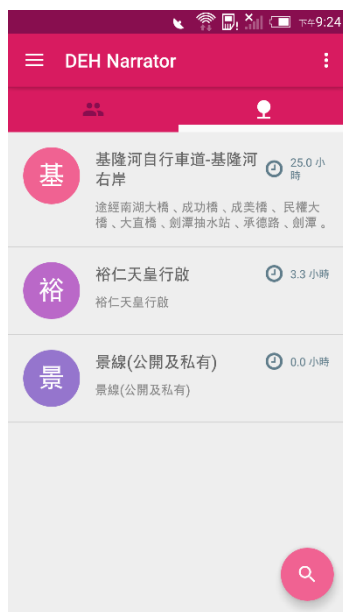 下午9:24
DEH Narrator
基
基隆河自行車道-基隆河
右岸
25.0 小
時
途經南湖大橋、成功橋、成美橋、民權大
橋、大直橋、劍潭抽水站、承德路、劍潭。
裕
裕仁天皇行啟
3.3 小時
裕仁天皇行啟
景
景線(公開及私有)
0.0 小時
景線(公開及私有)